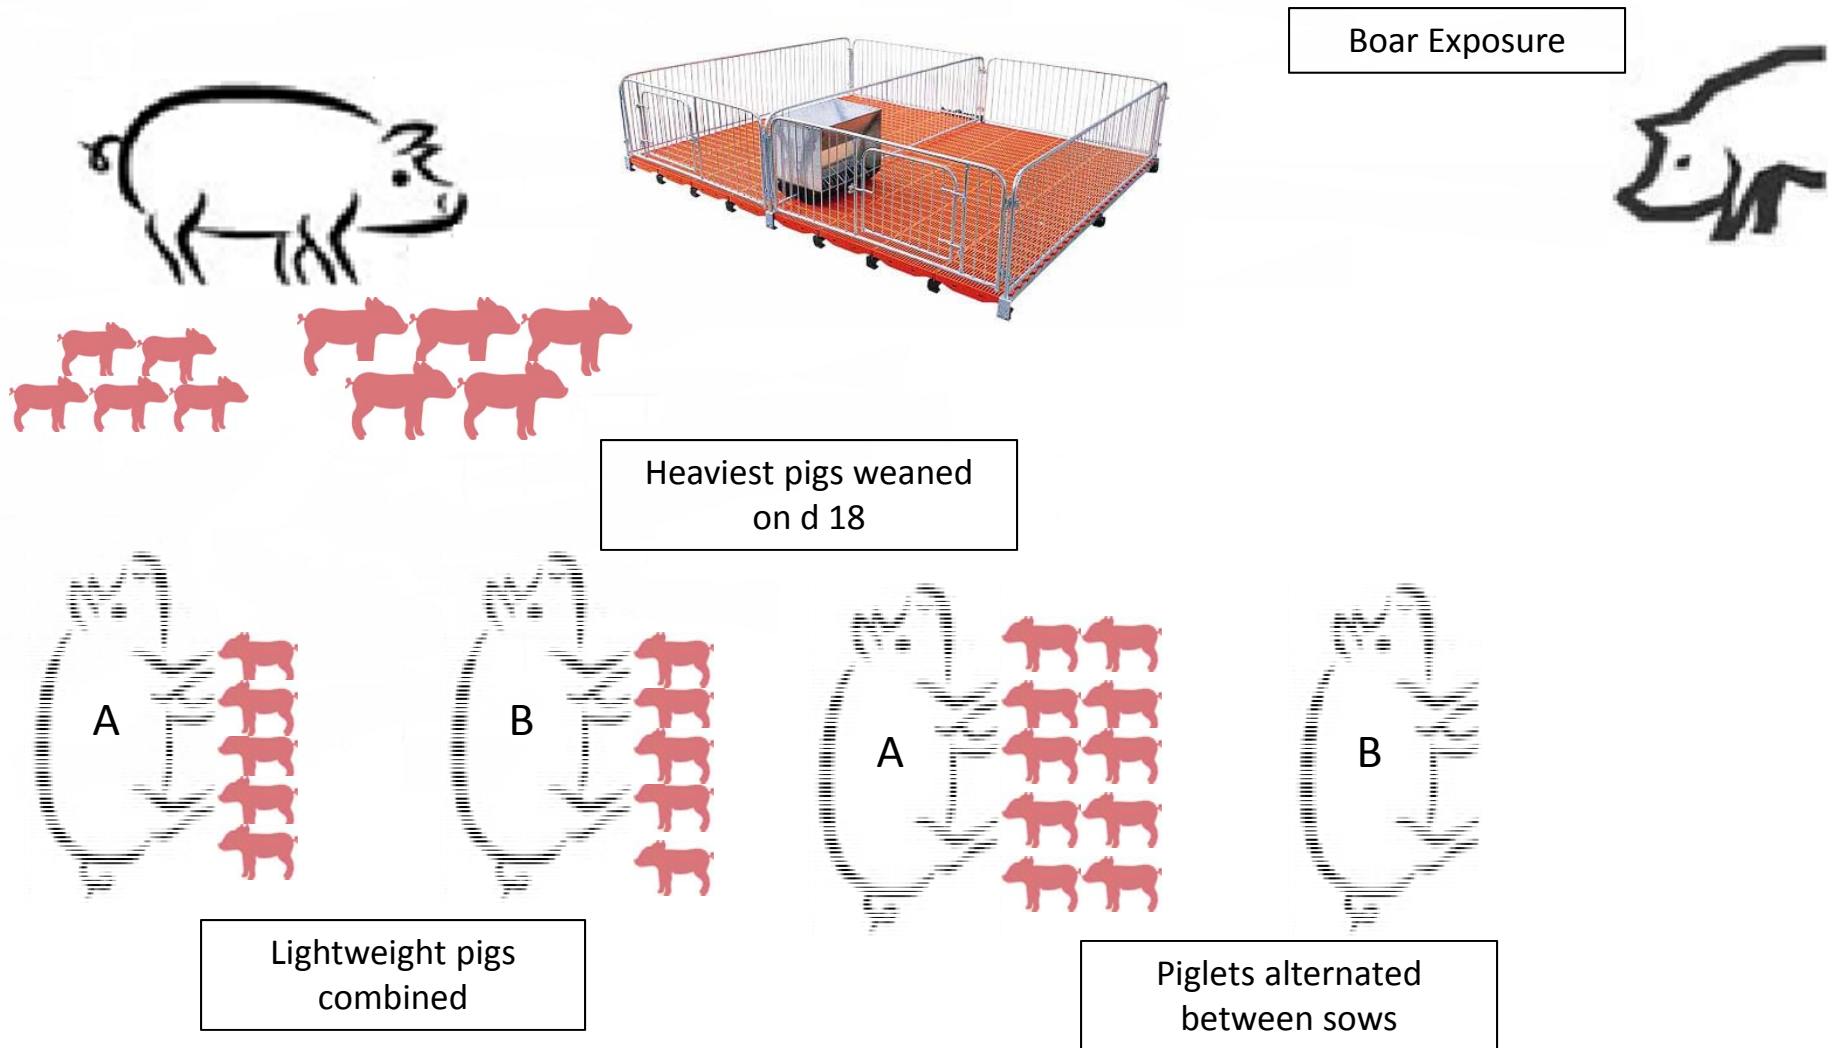 Boar Exposure
Heaviest pigs weaned
on d 18
A
B
A
B
Lightweight pigs
combined
Piglets alternated
between sows